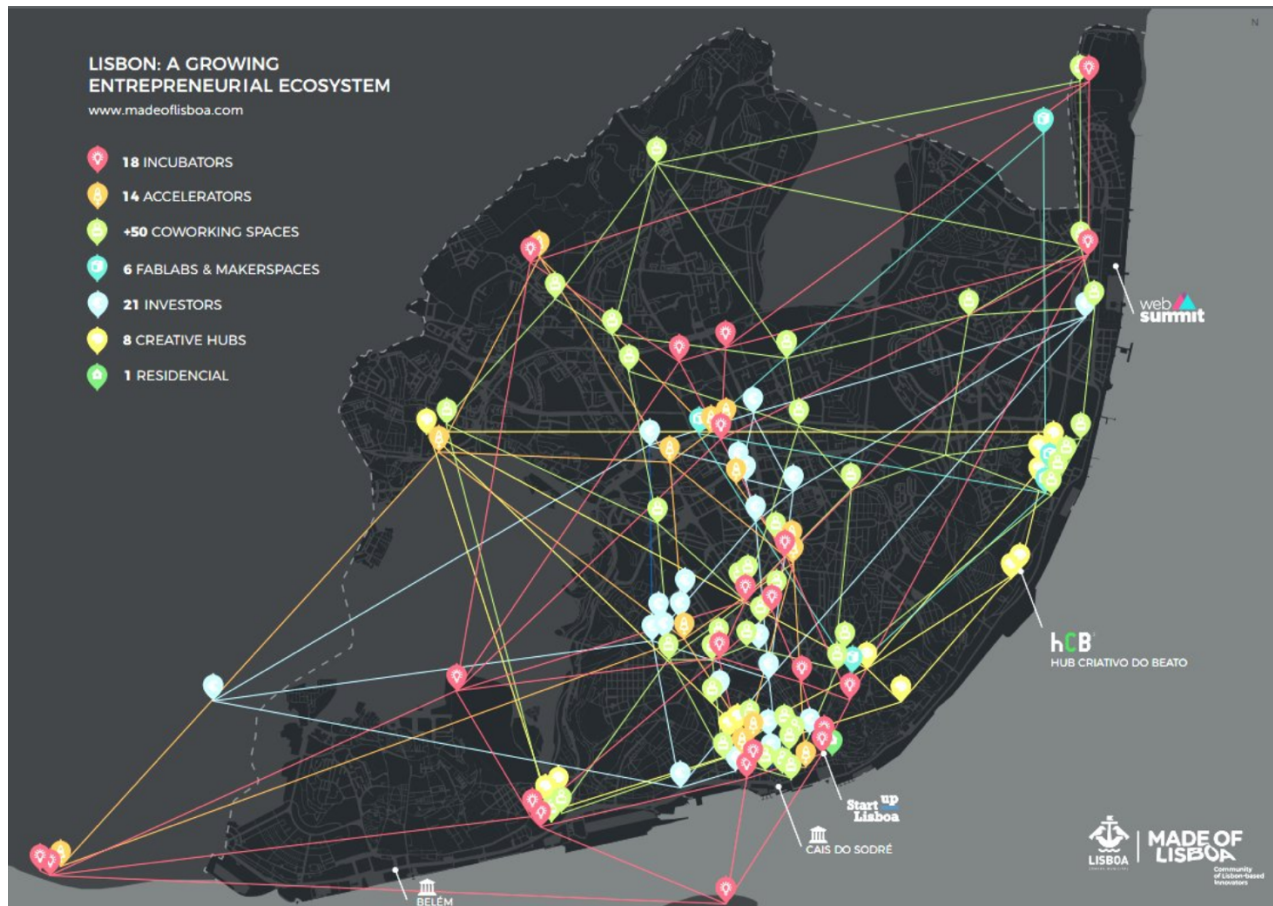 LISBON: A GROWING
ENTREPRENEURIAL ECOSYSTEM
www.madeoflisboa.com
18 INCUBATORS
14 ACCELERATORS
+50 COWORKING SPACES
6 FABLABS & MAKERSPACES
21 INVESTORS
8 CREATIVE HUBS
1 RESIDENCIAL
N
web
summit
hCB
HUB CRIATIVO DO BEATO
Start up
Lisboa
CAIS DO SODRÉ
BELÉM
LISBOA
MADE OF
LISBOA
Community
of Lisbon-based
Innovators